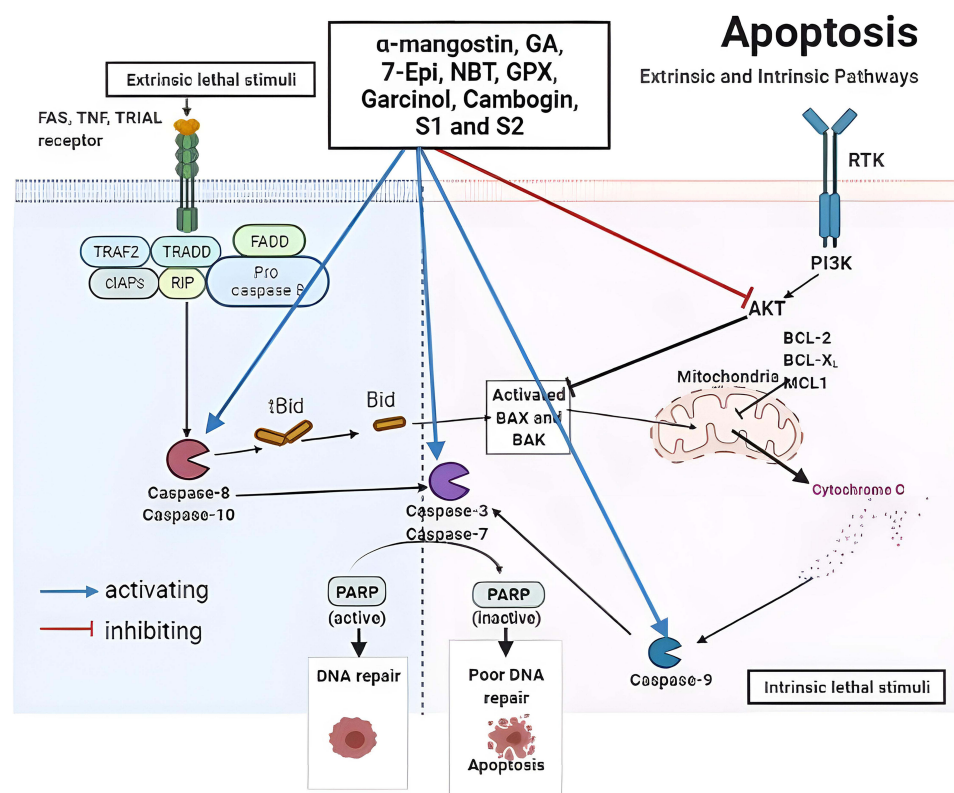 Apoptosis
Extrinsic and Intrinsic Pathways
α-mangostin, GA,
7-Epi, NBT, GPX,
Garcinol, Cambogin,
S1 and S2
Extrinsic lethal stimuli
FAS, TNF, TRIAL
receptor
RTK
TRAF2
TRADD
FADD
cIAPs
RIP
Pro
caspase 8
PI3K
AKT
BCL-2
BCL-XL
MCL1
Mitochondria
Bid
Bid
Activated
BAX and
BAK
Cytochrome C
Caspase-8
Caspase-10
Caspase-3
Caspase-7
activating
inhibiting
PARP
(active)
PARP
(inactive)
DNA repair
Poor DNA
repair
Apoptosis
Caspase-9
Intrinsic lethal stimuli